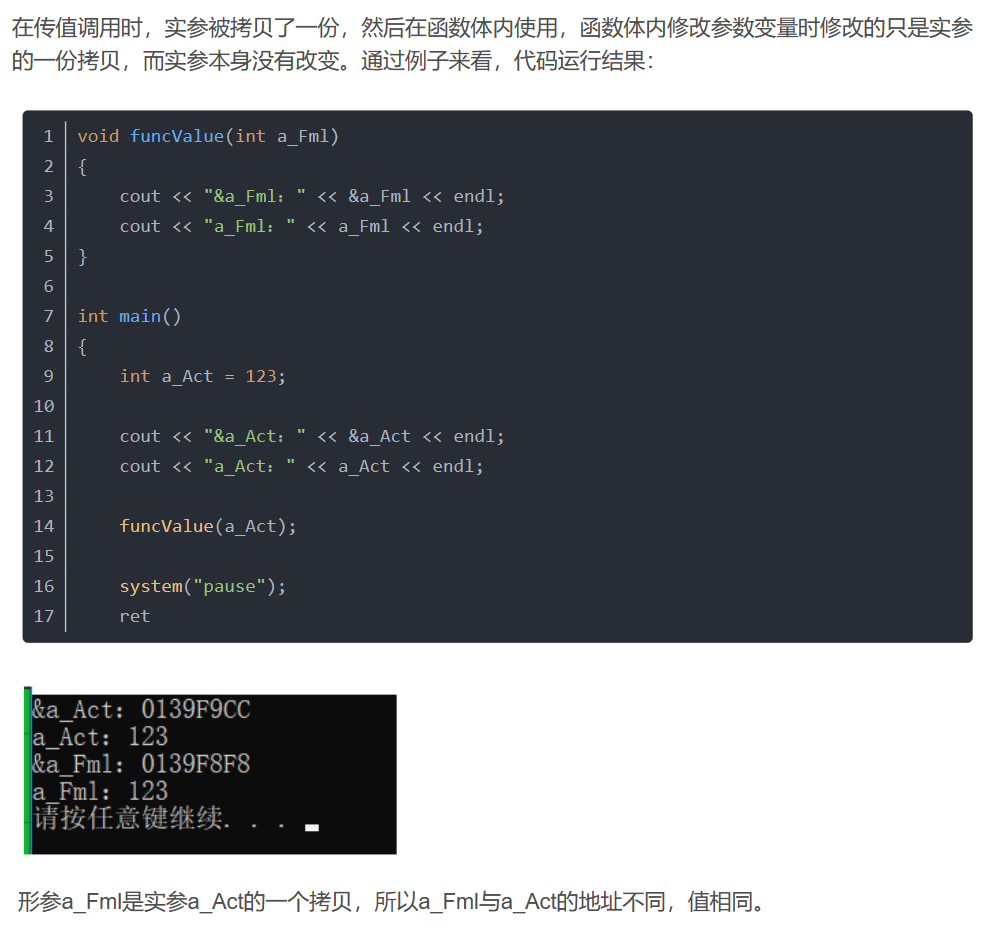 在传值调用时，实参被拷贝了一份，然后在函数体内使用，函数体内修改参数变量时修改的只是实参
的一份拷贝，而实参本身没有改变。通过例子来看，代码运行结果：
1 void funcValue(int a_Fml)
2 {
3     cout << "&a_Fml：" << &a_Fml << endl;
4     cout << "a_Fml：" << a_Fml << endl;
5 }
6
7 int main()
8 {
9     int a_Act = 123;
10
11     cout << "&a_Act：" << &a_Act << endl;
12     cout << "a_Act：" << a_Act << endl;
13
14     funcValue(a_Act);
15
16     system("pause");
17     ret
&a_Act：0139F9CC
a_Act：123
&a_Fml：0139F8F8
a_Fml：123
请按任意键继续. . .
形参a_Fml是实参a_Act的一个拷贝，所以a_Fml与a_Act的地址不同，值相同。